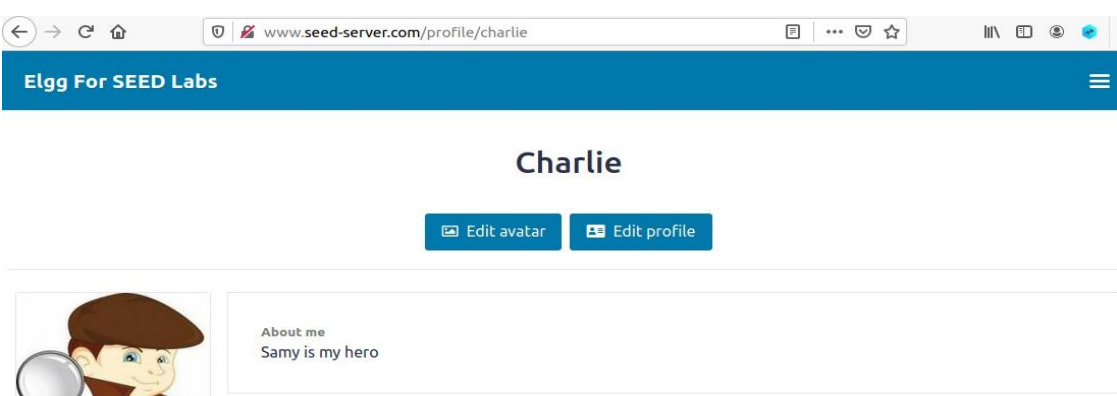 www.seed-server.com/profile/charlie
Elgg For SEED Labs
Charlie
Edit avatar
Edit profile
About me
Samy is my hero